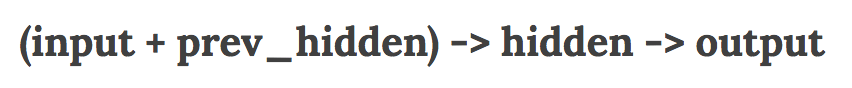 (input + prev_hidden) -> hidden -> output